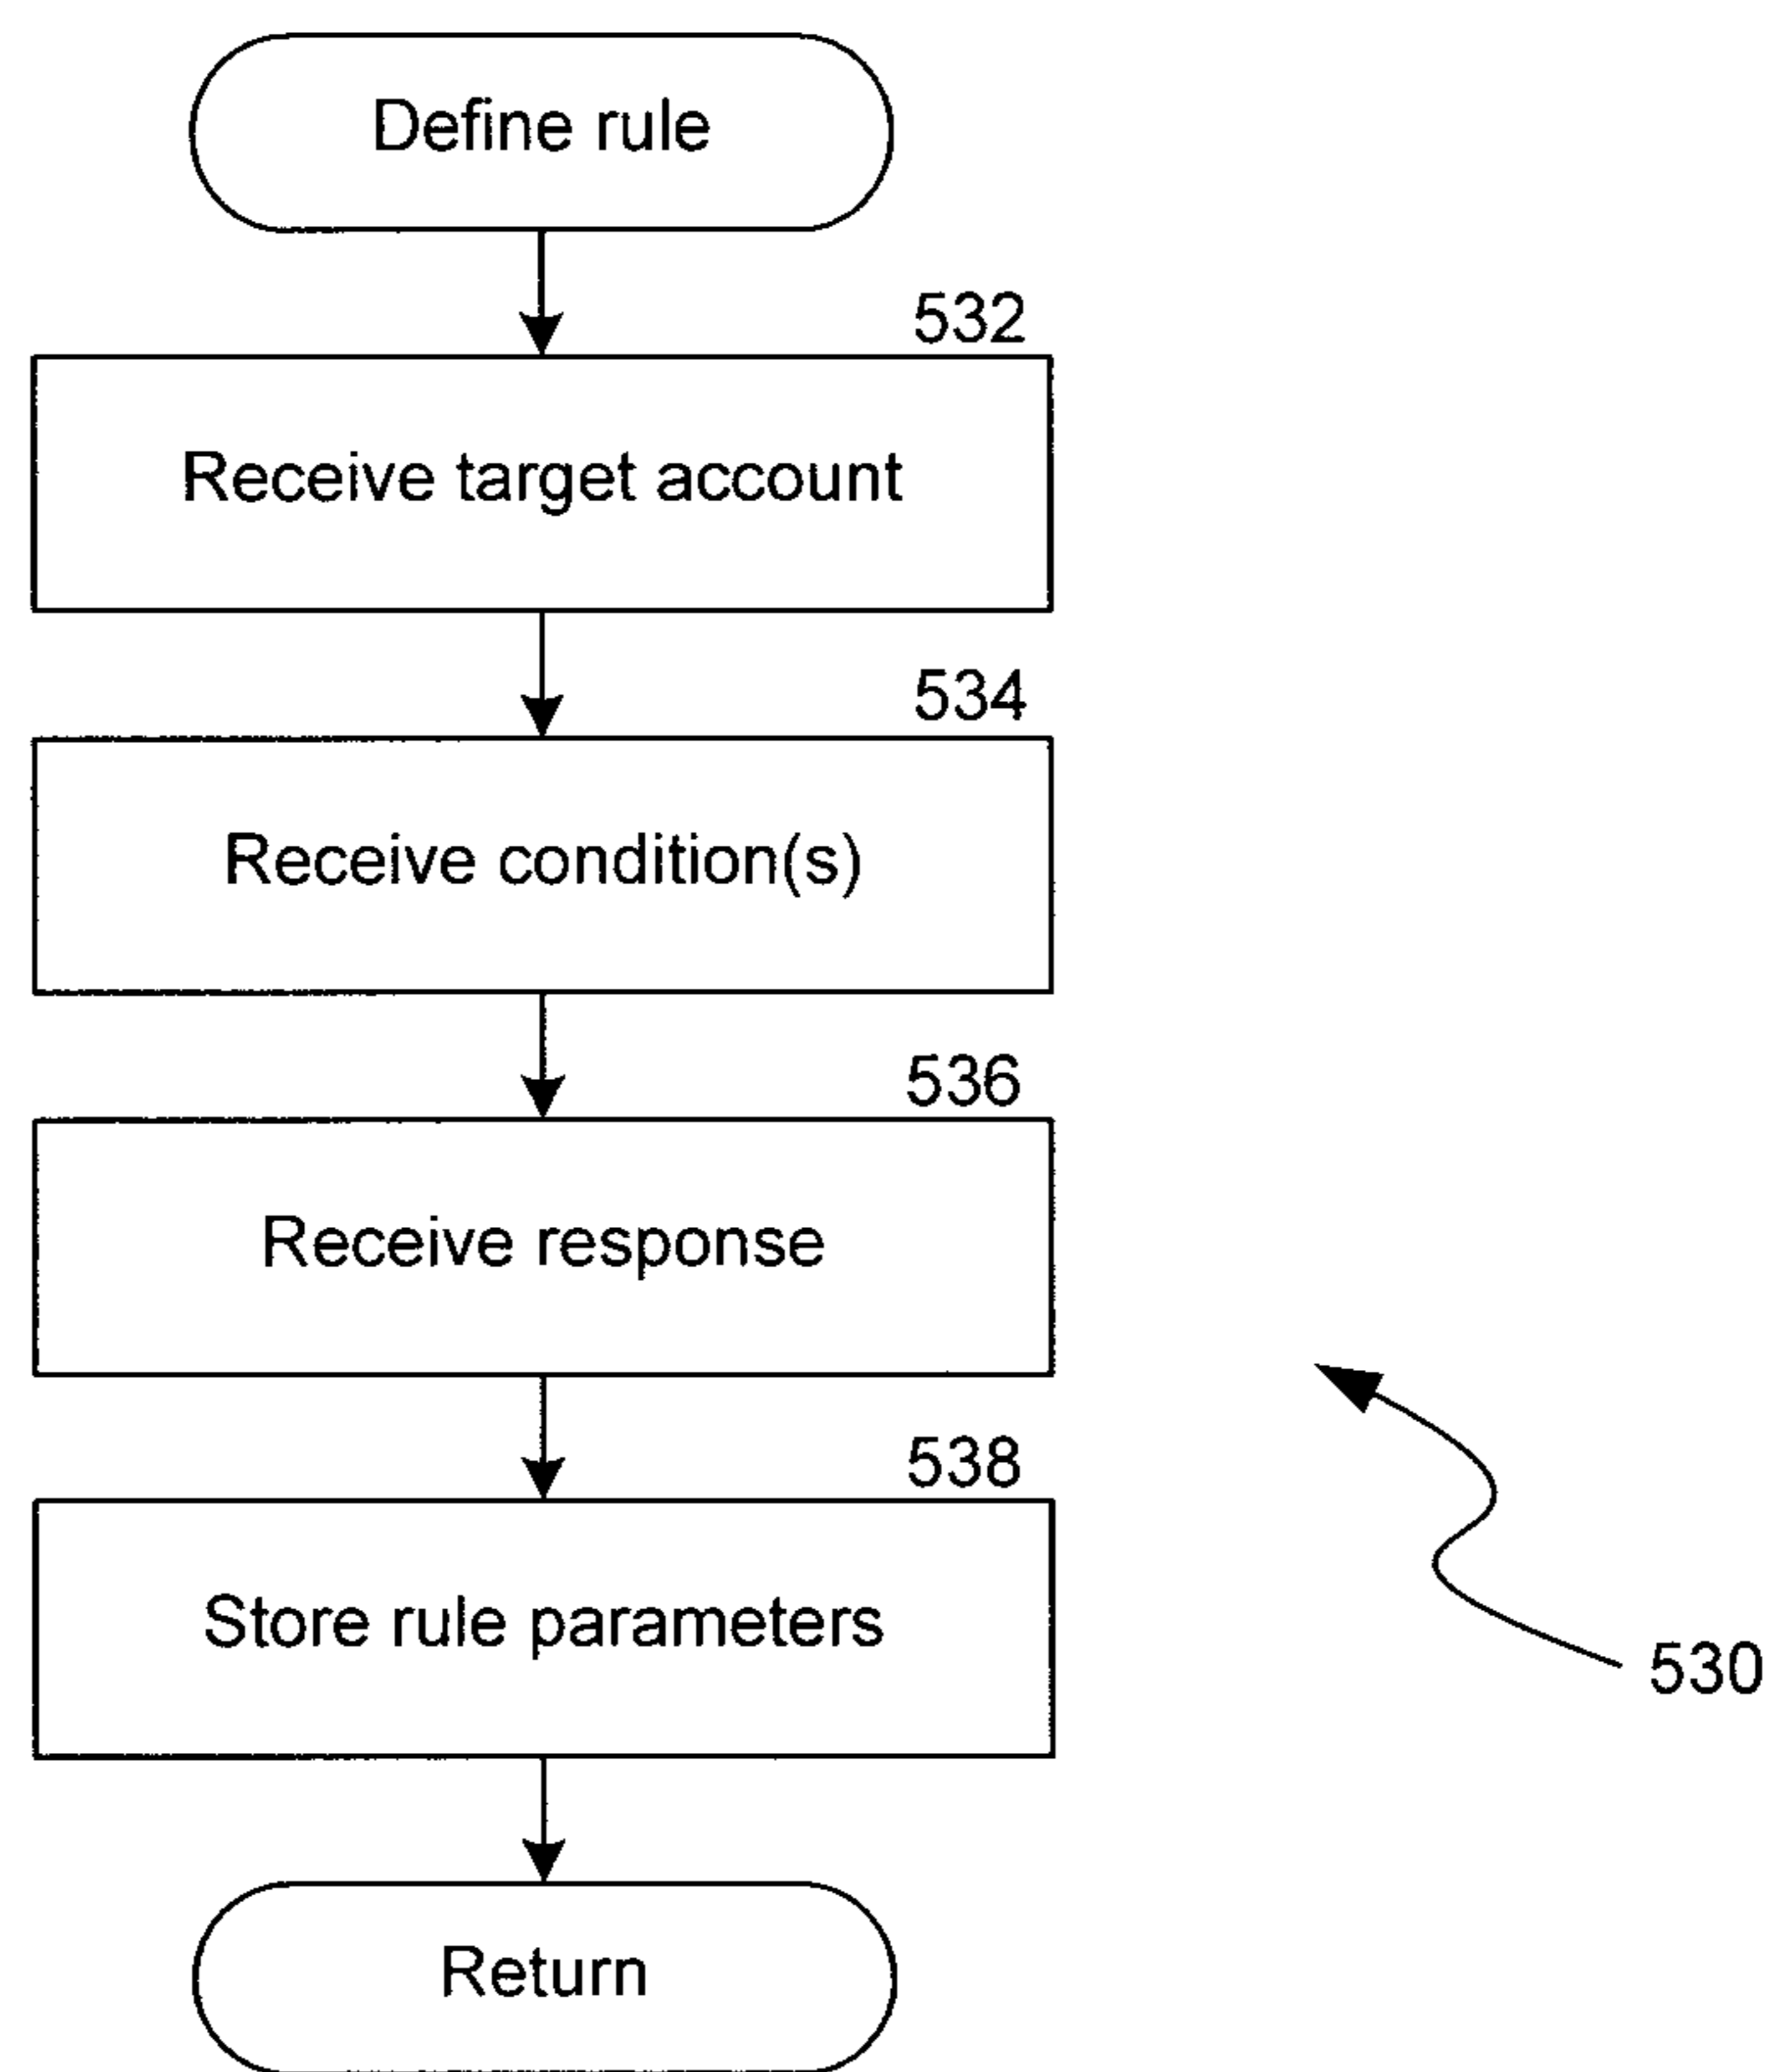 Define rule
532
Receive target account
534
Receive condition(s)
536
Receive response
538
Store rule parameters
530
Return